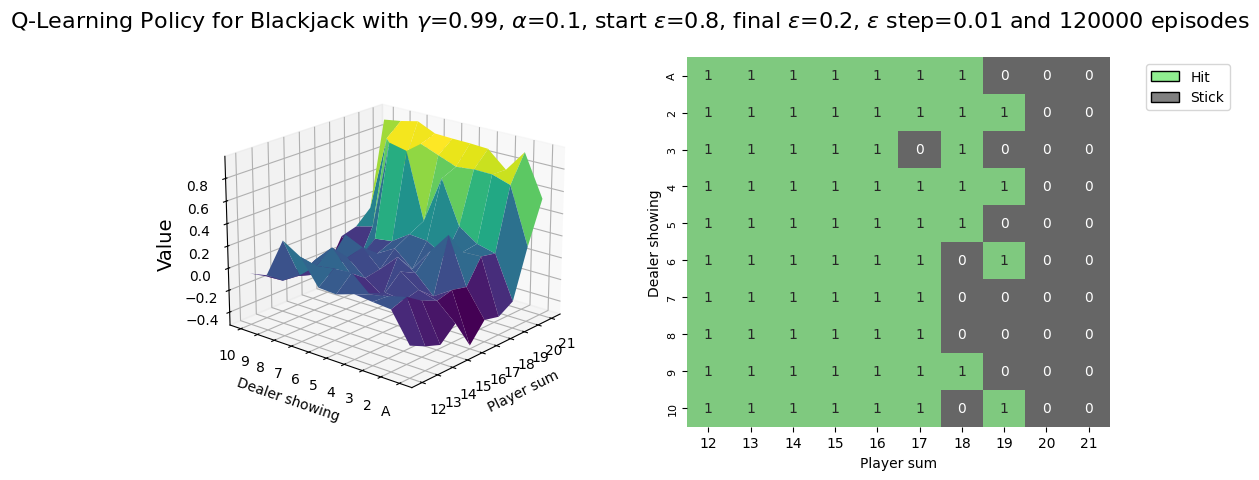 Q-Learning Policy for Blackjack with γ=0.99, α=0.1, start ε=0.8, final ε=0.2, ε step=0.01 and 120000 episodes
Value
0.8
0.6
0.4
0.2
0.0
−0.2
−0.4
10 9 8 7 6 5 4 3 2 A
Dealer showing
12 13 14 15 16 17 18 19 20 21
Player sum
Dealer showing
A 1 1 1 1 1 1 1 0 0 0
2 1 1 1 1 1 1 1 1 0 0
3 1 1 1 1 1 0 1 0 0 0
4 1 1 1 1 1 1 1 1 0 0
5 1 1 1 1 1 1 1 0 0 0
6 1 1 1 1 1 1 0 1 0 0
7 1 1 1 1 1 1 0 0 0 0
8 1 1 1 1 1 1 0 0 0 0
9 1 1 1 1 1 1 1 0 0 0
10 1 1 1 1 1 1 0 1 0 0
12 13 14 15 16 17 18 19 20 21
Player sum
Hit
Stick